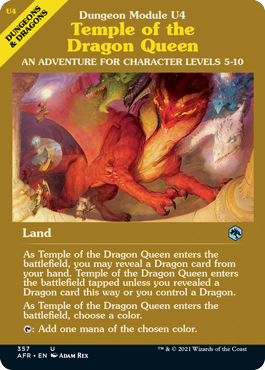 U4
DUNGEONS
& DRAGONS
Dungeon Module U4
Temple of the
Dragon Queen
AN ADVENTURE FOR CHARACTER LEVELS 5-10
Land
As Temple of the Dragon Queen enters the
battlefield, you may reveal a Dragon card from
your hand. Temple of the Dragon Queen enters
the battlefield tapped unless you revealed a
Dragon card this way or you control a Dragon.
As Temple of the Dragon Queen enters the
battlefield, choose a color.
: Add one mana of the chosen color.
357 U
AFR • EN ADAM REX
™ & © 2021 Wizards of the Coast